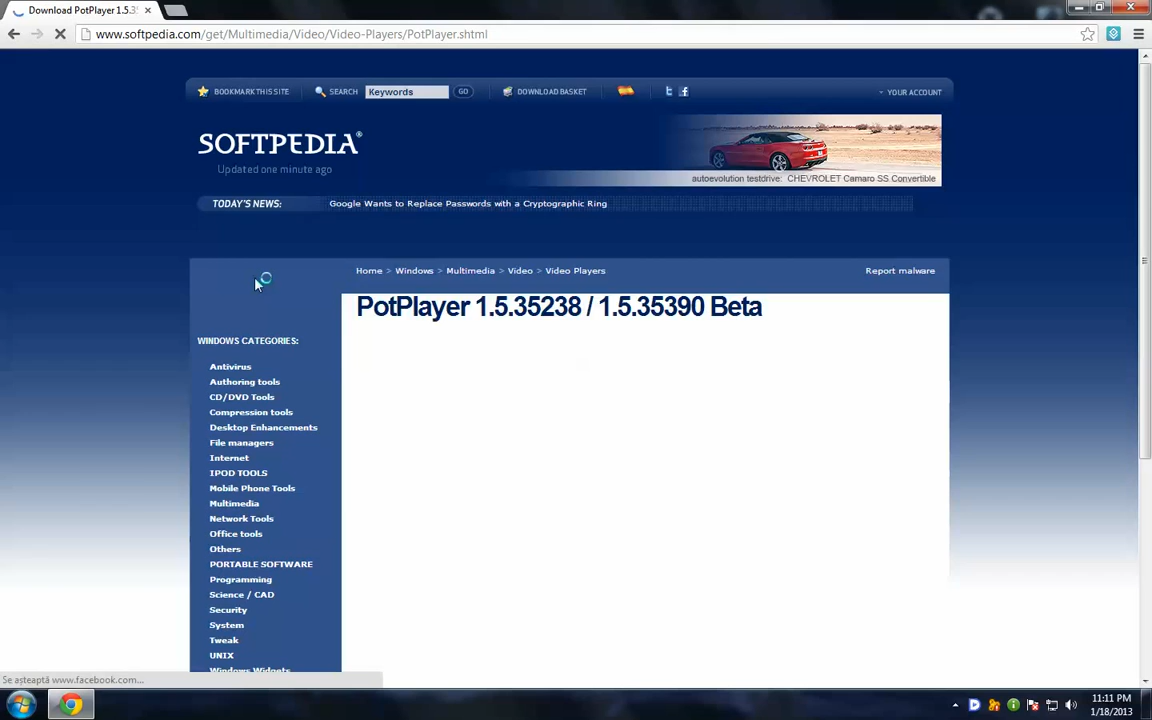 Download PotPlayer 1.5.35
www.softpedia.com/get/Multimedia/Video/Video-Players/PotPlayer.shtml
BOOKMARK THIS SITE SEARCH Keywords GO DOWNLOAD BASKET YOUR ACCOUNT
SOFTPEDIA®
Updated one minute ago
autoevolution testdrive: CHEVROLET Camaro SS Convertible
TODAY'S NEWS: Google Wants to Replace Passwords with a Cryptographic Ring
Home > Windows > Multimedia > Video > Video Players Report malware
PotPlayer 1.5.35238 / 1.5.35390 Beta
WINDOWS CATEGORIES:
Antivirus
Authoring tools
CD/DVD Tools
Compression tools
Desktop Enhancements
File managers
Internet
IPOD TOOLS
Mobile Phone Tools
Multimedia
Network Tools
Office tools
Others
PORTABLE SOFTWARE
Programming
Science / CAD
Security
System
Tweak
UNIX
Windows Widgets
Se așteaptă www.facebook.com...
11:11 PM
1/18/2013